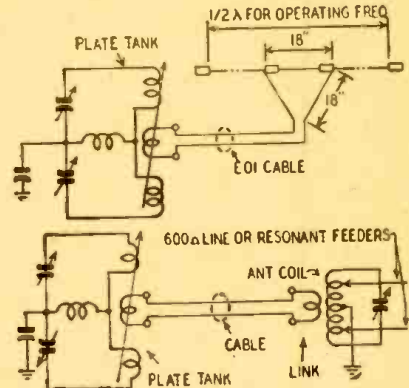 1/2 λ FOR OPERATING FREQ
18"
PLATE TANK
18"
EO1 CABLE
600Ω LINE OR RESONANT FEEDERS
ANT COIL
CABLE
LINK
PLATE TANK